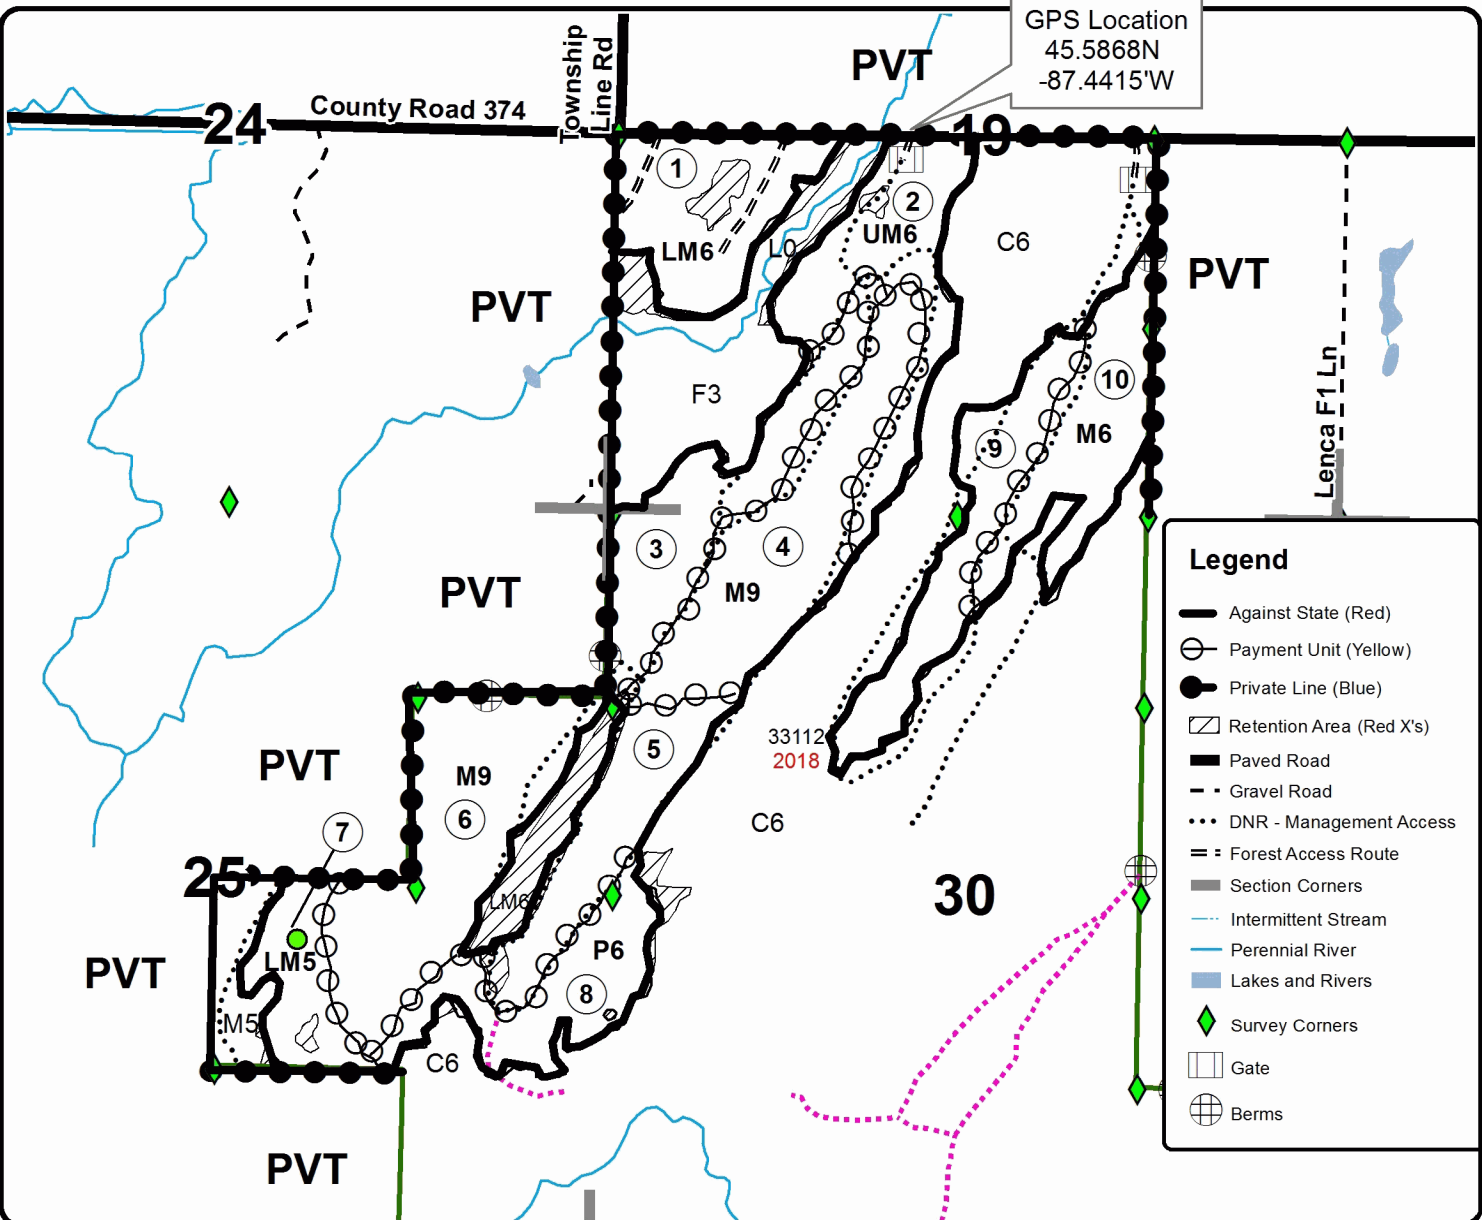 GPS Location
45.5868N
-87.4415'W
Township
Line Rd
PVT
County Road 374
24
19
1
2
LM6
L0
UM6
C6
PVT
PVT
F3
10
M6
9
Lenca F1 Ln
3
4
PVT
M9
5
33112
2018
PVT
M9
6
7
C6
25
30
LM6
P6
LM5
PVT
8
M5
C6
PVT
Legend
Against State (Red)
Payment Unit (Yellow)
Private Line (Blue)
Retention Area (Red X's)
Paved Road
Gravel Road
DNR - Management Access
Forest Access Route
Section Corners
Intermittent Stream
Perennial River
Lakes and Rivers
Survey Corners
Gate
Berms